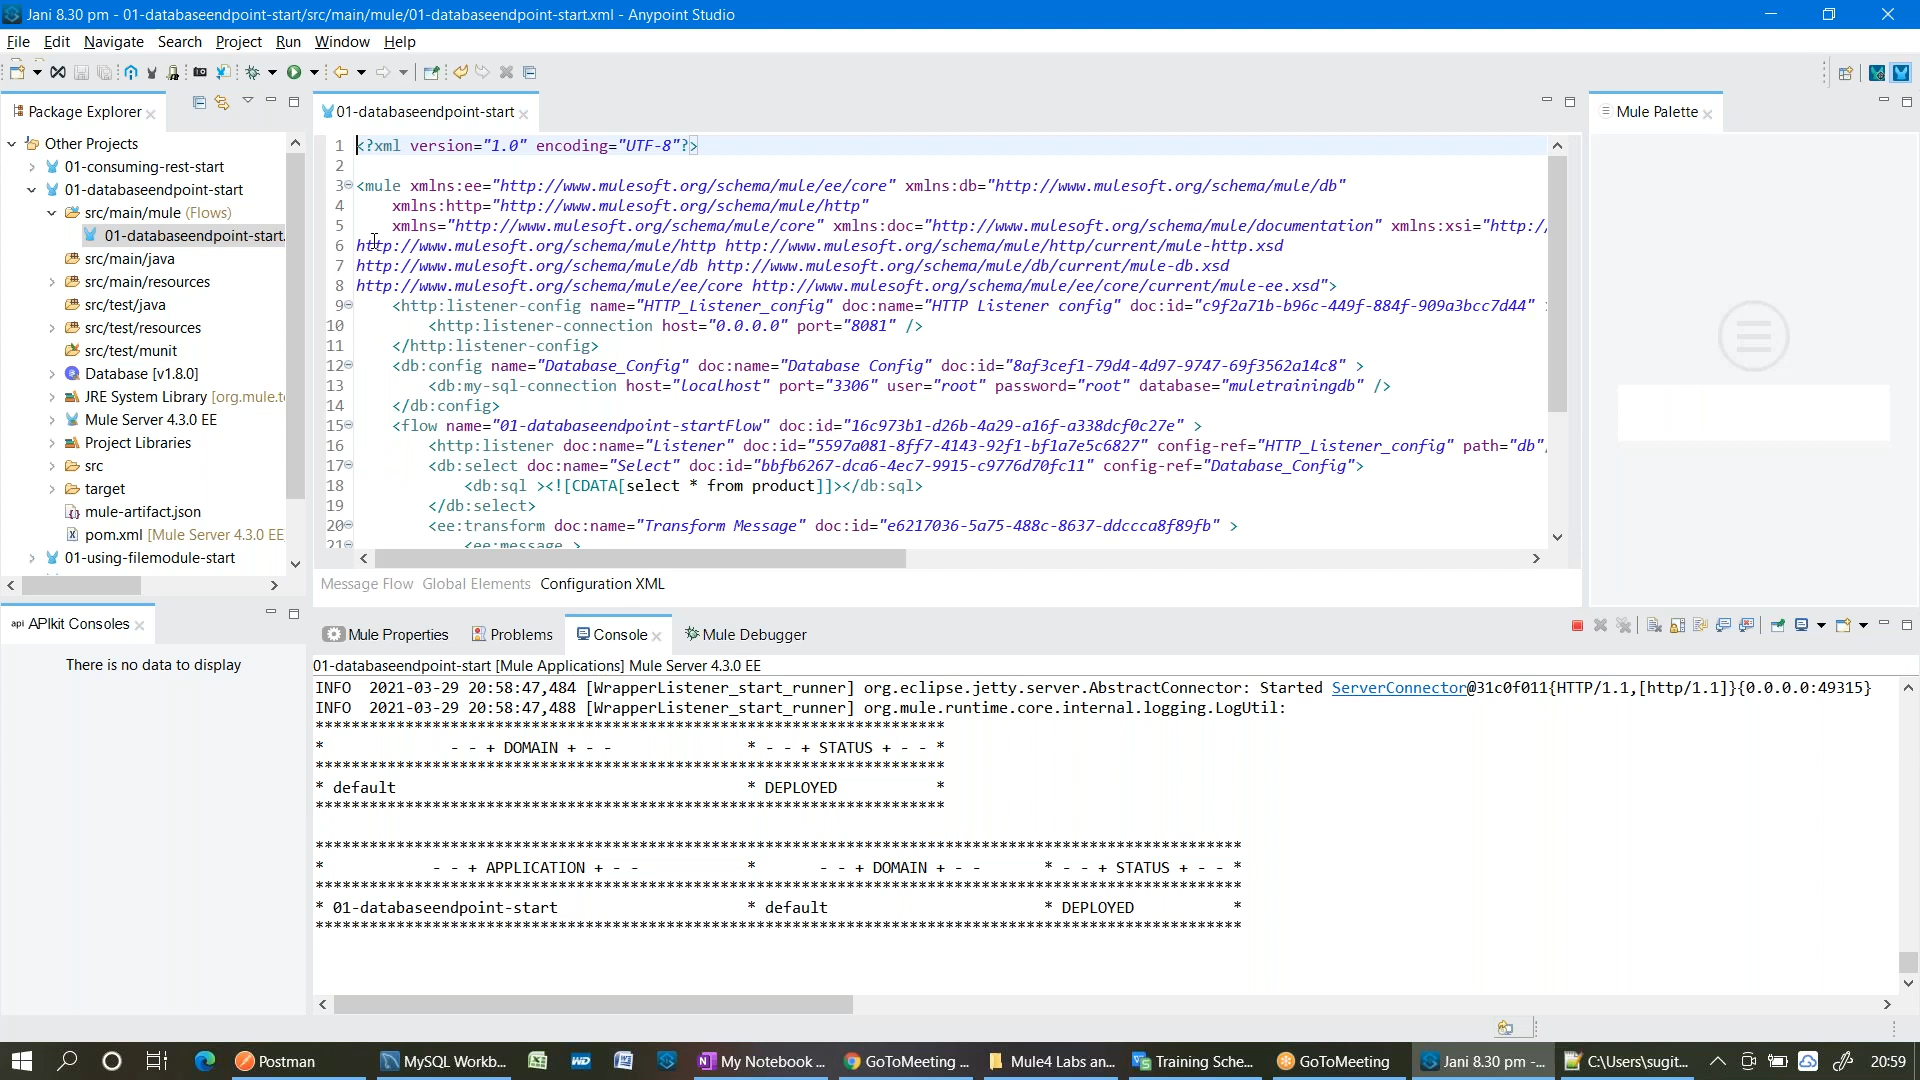 Jani 8.30 pm - 01-databaseendpoint-start/src/main/mule/01-databaseendpoint-start.xml - Anypoint Studio
File Edit Navigate Search Project Run Window Help
Package Explorer
Other Projects
01-consuming-rest-start
01-databaseendpoint-start
src/main/mule (Flows)
01-databaseendpoint-start.
src/main/java
src/main/resources
src/test/java
src/test/resources
src/test/munit
Database [v1.8.0]
JRE System Library [org.mule.to
Mule Server 4.3.0 EE
Project Libraries
src
target
mule-artifact.json
pom.xml [Mule Server 4.3.0 EE
01-using-filemodule-start
01-databaseendpoint-start
1 <?xml version="1.0" encoding="UTF-8"?>
2
3 <mule xmlns:ee="http://www.mulesoft.org/schema/mule/ee/core" xmlns:db="http://www.mulesoft.org/schema/mule/db"
4 xmlns:http="http://www.mulesoft.org/schema/mule/http"
5 xmlns="http://www.mulesoft.org/schema/mule/core" xmlns:doc="http://www.mulesoft.org/schema/mule/documentation" xmlns:xsi="http:/
6 http://www.mulesoft.org/schema/mule/http http://www.mulesoft.org/schema/mule/http/current/mule-http.xsd
7 http://www.mulesoft.org/schema/mule/db http://www.mulesoft.org/schema/mule/db/current/mule-db.xsd
8 http://www.mulesoft.org/schema/mule/ee/core http://www.mulesoft.org/schema/mule/ee/core/current/mule-ee.xsd">
9 <http:listener-config name="HTTP_Listener_config" doc:name="HTTP Listener config" doc:id="c9f2a71b-b96c-449f-884f-909a3bcc7d44" >
10 <http:listener-connection host="0.0.0.0" port="8081" />
11 </http:listener-config>
12 <db:config name="Database_Config" doc:name="Database Config" doc:id="8af3cef1-79d4-4d97-9747-69f3562a14c8" >
13 <db:my-sql-connection host="localhost" port="3306" user="root" password="root" database="muletrainingdb" />
14 </db:config>
15 <flow name="01-databaseendpoint-startFlow" doc:id="16c973b1-d26b-4a29-a16f-a338dcf0c27e" >
16 <http:listener doc:name="Listener" doc:id="5597a081-8ff7-4143-92f1-bf1a7e5c6827" config-ref="HTTP_Listener_config" path="db"
17 <db:select doc:name="Select" doc:id="bbfb6267-dca6-4ec7-9915-c9776d70fc11" config-ref="Database_Config">
18 <db:sql ><![CDATA[select * from product]]></db:sql>
19 </db:select>
20 <ee:transform doc:name="Transform Message" doc:id="e6217036-5a75-488c-8637-ddccca8f89fb" >
21 <ee:message >
Message Flow Global Elements Configuration XML
Mule Palette
api APIkit Consoles
There is no data to display
Mule Properties Problems Console Mule Debugger
01-databaseendpoint-start [Mule Applications] Mule Server 4.3.0 EE
INFO 2021-03-29 20:58:47,484 [WrapperListener_start_runner] org.eclipse.jetty.server.AbstractConnector: Started ServerConnector@31c0f011{HTTP/1.1,[http/1.1]}{0.0.0.0:49315}
INFO 2021-03-29 20:58:47,488 [WrapperListener_start_runner] org.mule.runtime.core.internal.logging.LogUtil:
**********************************************************************
* - - + DOMAIN + - - * - - + STATUS + - - *
**********************************************************************
* default * DEPLOYED *
**********************************************************************
*******************************************************************************************************
* - - + APPLICATION + - - * - - + DOMAIN + - - * - - + STATUS + - - *
*******************************************************************************************************
* 01-databaseendpoint-start * default * DEPLOYED *
*******************************************************************************************************
Postman MySQL Workb... My Notebook ... GoToMeeting ... Mule4 Labs an... Training Sche... GoToMeeting Jani 8.30 pm -... C:\Users\sugit... 20:59